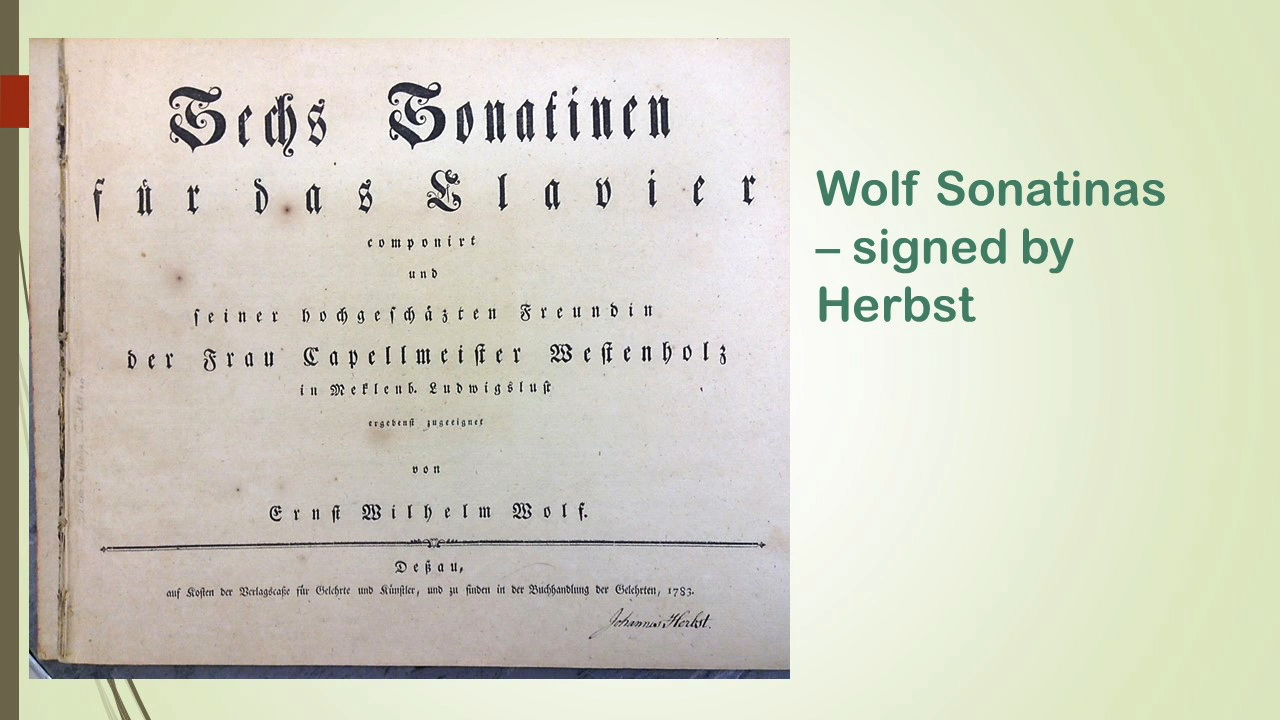 Sechs Sonatinen
für das Clavier
componirt
und
seiner hochgeschäzten Freundin
der Frau Capellmeister Westenholz
in Meklenb. Ludwigslust
ergebenst zugeeignet
von
Ernst Wilhelm Wolf.
Deßau,
auf Kosten der Verlagscaße für Gelehrte und Künstler, und zu finden in der Buchhandlung der Gelehrten, 1783.
Johannes Herbst.
Wolf Sonatinas
– signed by
Herbst